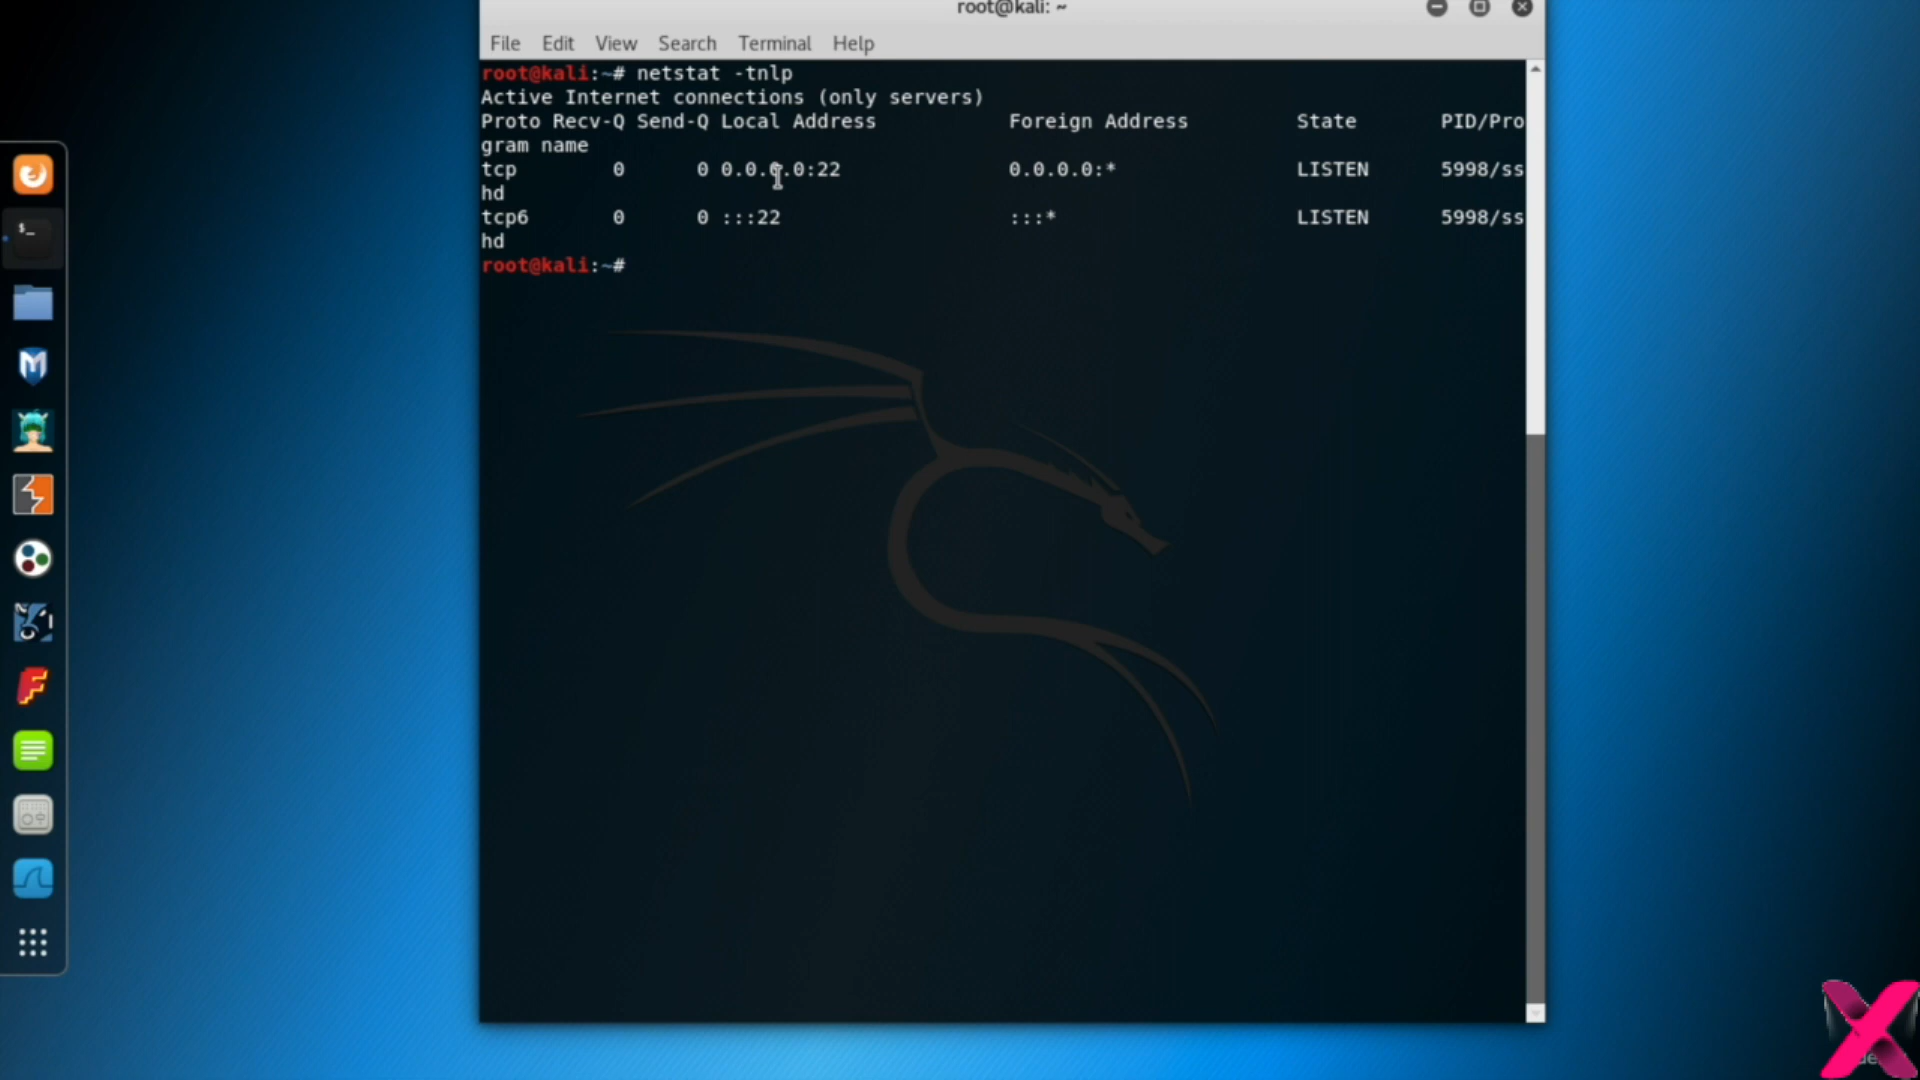 root@kali: ~
File Edit View Search Terminal Help
root@kali:~# netstat -tnlp
Active Internet connections (only servers)
Proto Recv-Q Send-Q Local Address Foreign Address State PID/Pro
gram name
tcp 0 0 0.0.0.0:22 0.0.0.0:* LISTEN 5998/ss
hd
tcp6 0 0 :::22 :::* LISTEN 5998/ss
hd
root@kali:~#
$_
M
F
X